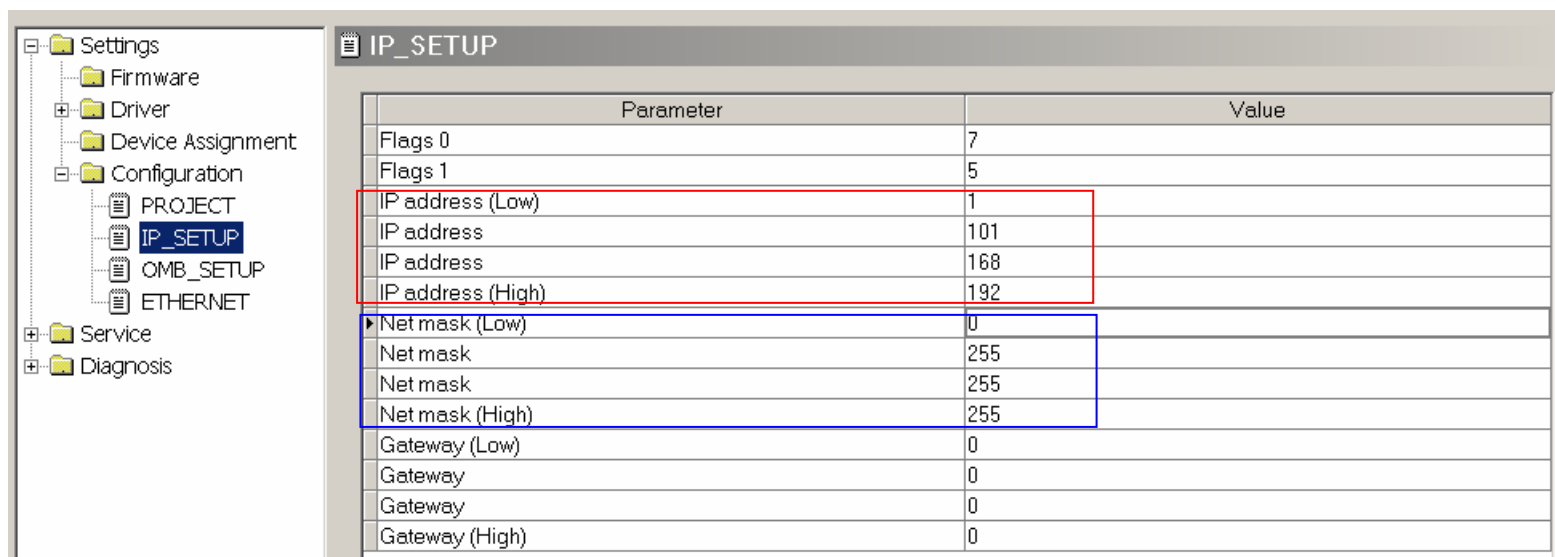 Settings
Firmware
Driver
Device Assignment
Configuration
PROJECT
IP_SETUP
OMB_SETUP
ETHERNET
Service
Diagnosis
IP_SETUP
Parameter Value
Flags 0 7
Flags 1 5
IP address (Low) 1
IP address 101
IP address 168
IP address (High) 192
Net mask (Low) 0
Net mask 255
Net mask 255
Net mask (High) 255
Gateway (Low) 0
Gateway 0
Gateway 0
Gateway (High) 0